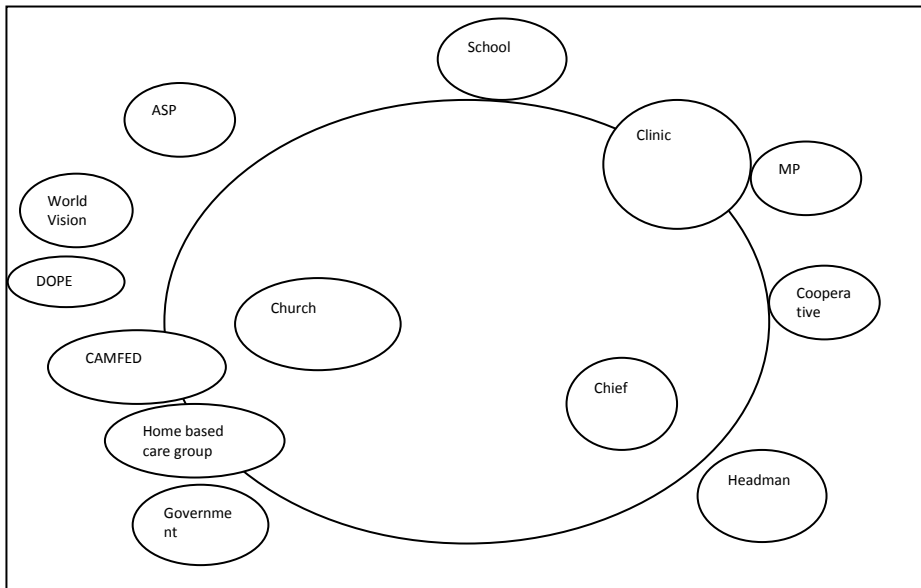 School
ASP
Clinic
MP
World
Vision
DOPE
Coopera
tive
Church
CAMFED
Chief
Home based
care group
Headman
Governme
nt